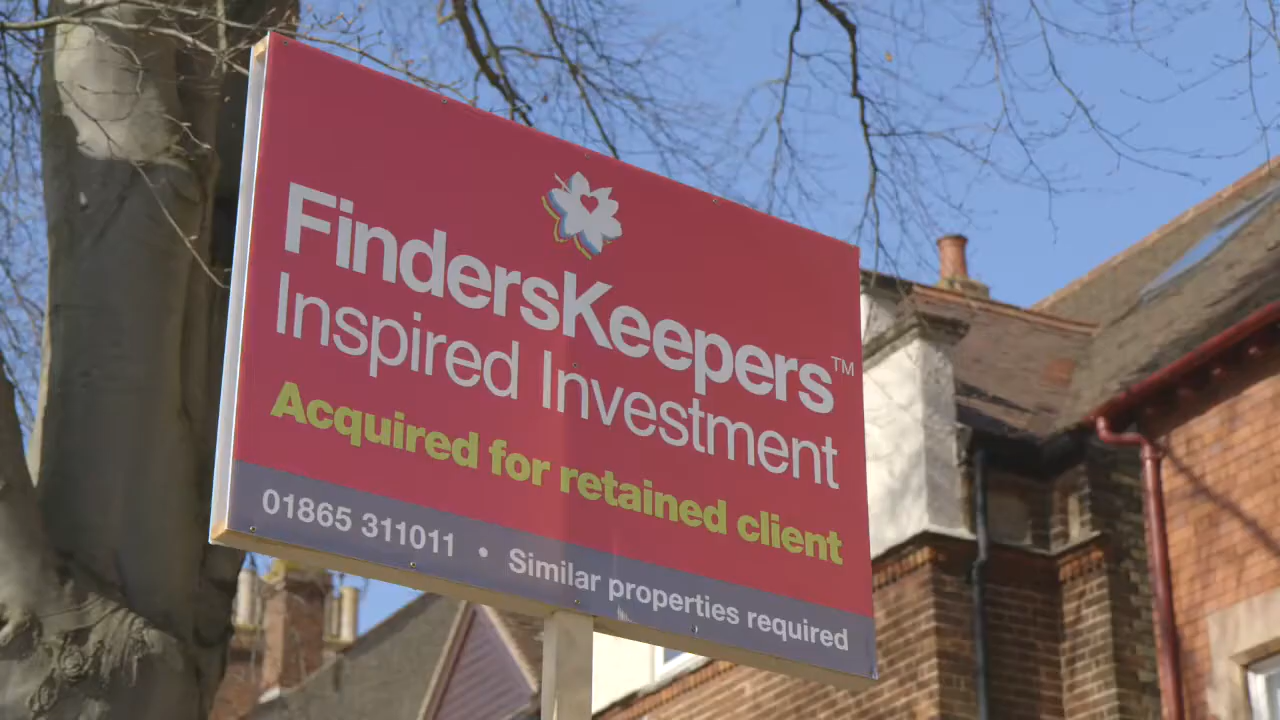 FindersKeepers™
Inspired Investment
Acquired for retained client
01865 311011 • Similar properties required